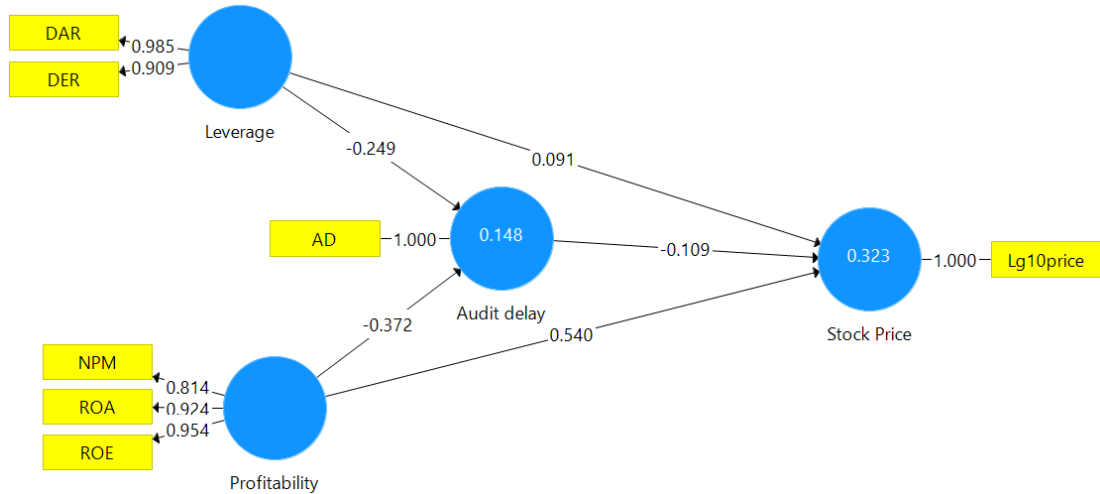 DAR
0.985
DER
0.909
Leverage
-0.249
0.091
AD
1.000
0.148
-0.109
0.323
1.000
Lg10price
Audit delay
Stock Price
-0.372
0.540
NPM
0.814
ROA
0.924
ROE
0.954
Profitability